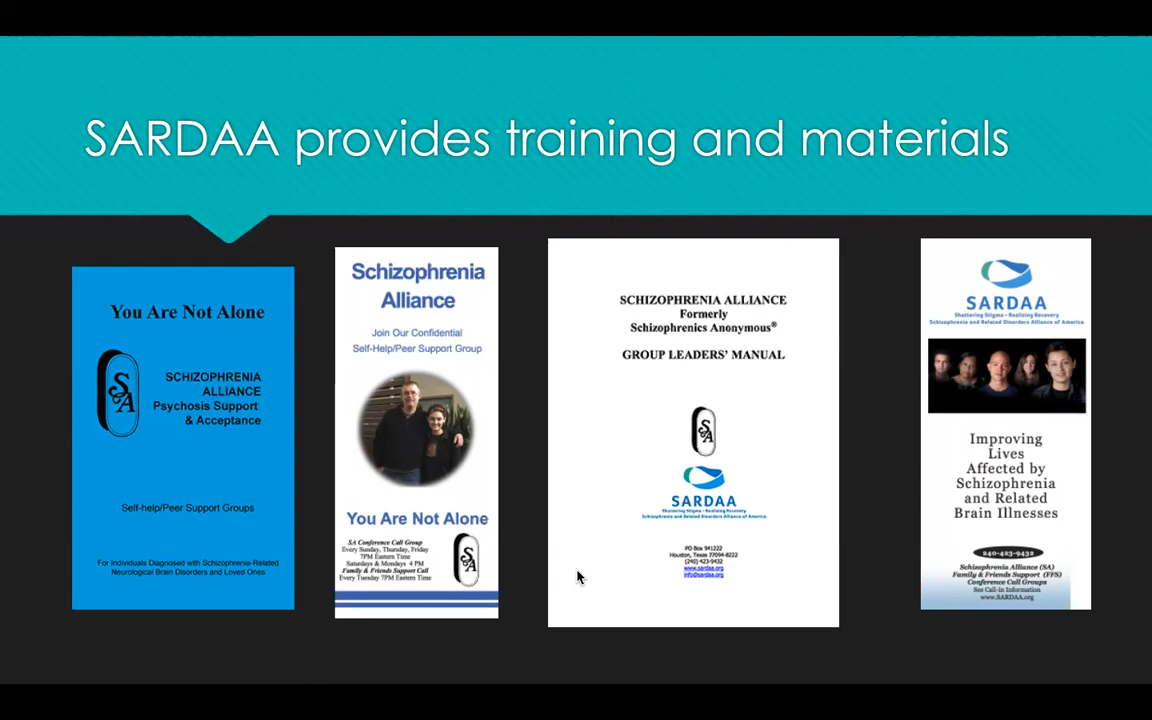 SARDAA provides training and materials
You Are Not Alone
SA
SCHIZOPHRENIA
ALLIANCE
Psychosis Support
& Acceptance
Self-help/Peer Support Groups
For Individuals Diagnosed with Schizophrenia-Related
Neurological Brain Disorders and Loved Ones
Schizophrenia
Alliance
Join Our Confidential
Self-Help/Peer Support Group
You Are Not Alone
SA Conference Call Group
Every Sunday, Thursday, Friday
7PM Eastern Time
Saturdays & Mondays 4 PM
Family & Friends Support Call
Every Tuesday 7PM Eastern Time
SA
SCHIZOPHRENIA ALLIANCE
Formerly
Schizophrenics Anonymous®
GROUP LEADERS' MANUAL
SA
SARDAA
Shattering Stigma - Realizing Recovery
Schizophrenia and Related Disorders Alliance of America
PO Box 941222
Houston, Texas 77094-8222
(240) 423-9432
www.sardaa.org
info@sardaa.org
SARDAA
Shattering Stigma - Realizing Recovery
Schizophrenia and Related Disorders Alliance of America
Improving
Lives
Affected by
Schizophrenia
and Related
Brain Illnesses
240-423-9432
Schizophrenia Alliance (SA)
Family & Friends Support (FFS)
Conference Call Groups
See Call-in Information
www.SARDAA.org